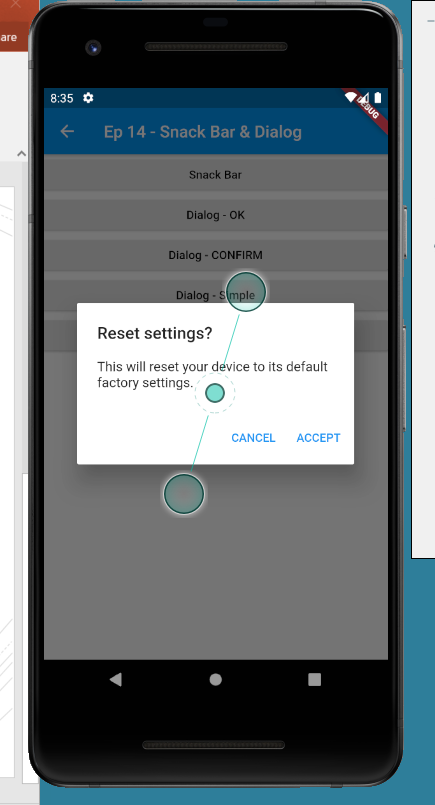 are
8:35
DEBUG
Ep 14 - Snack Bar & Dialog
Snack Bar
Dialog - OK
Dialog - CONFIRM
Dialog - Simple
Reset settings?
This will reset your device to its default
factory settings.
CANCEL ACCEPT